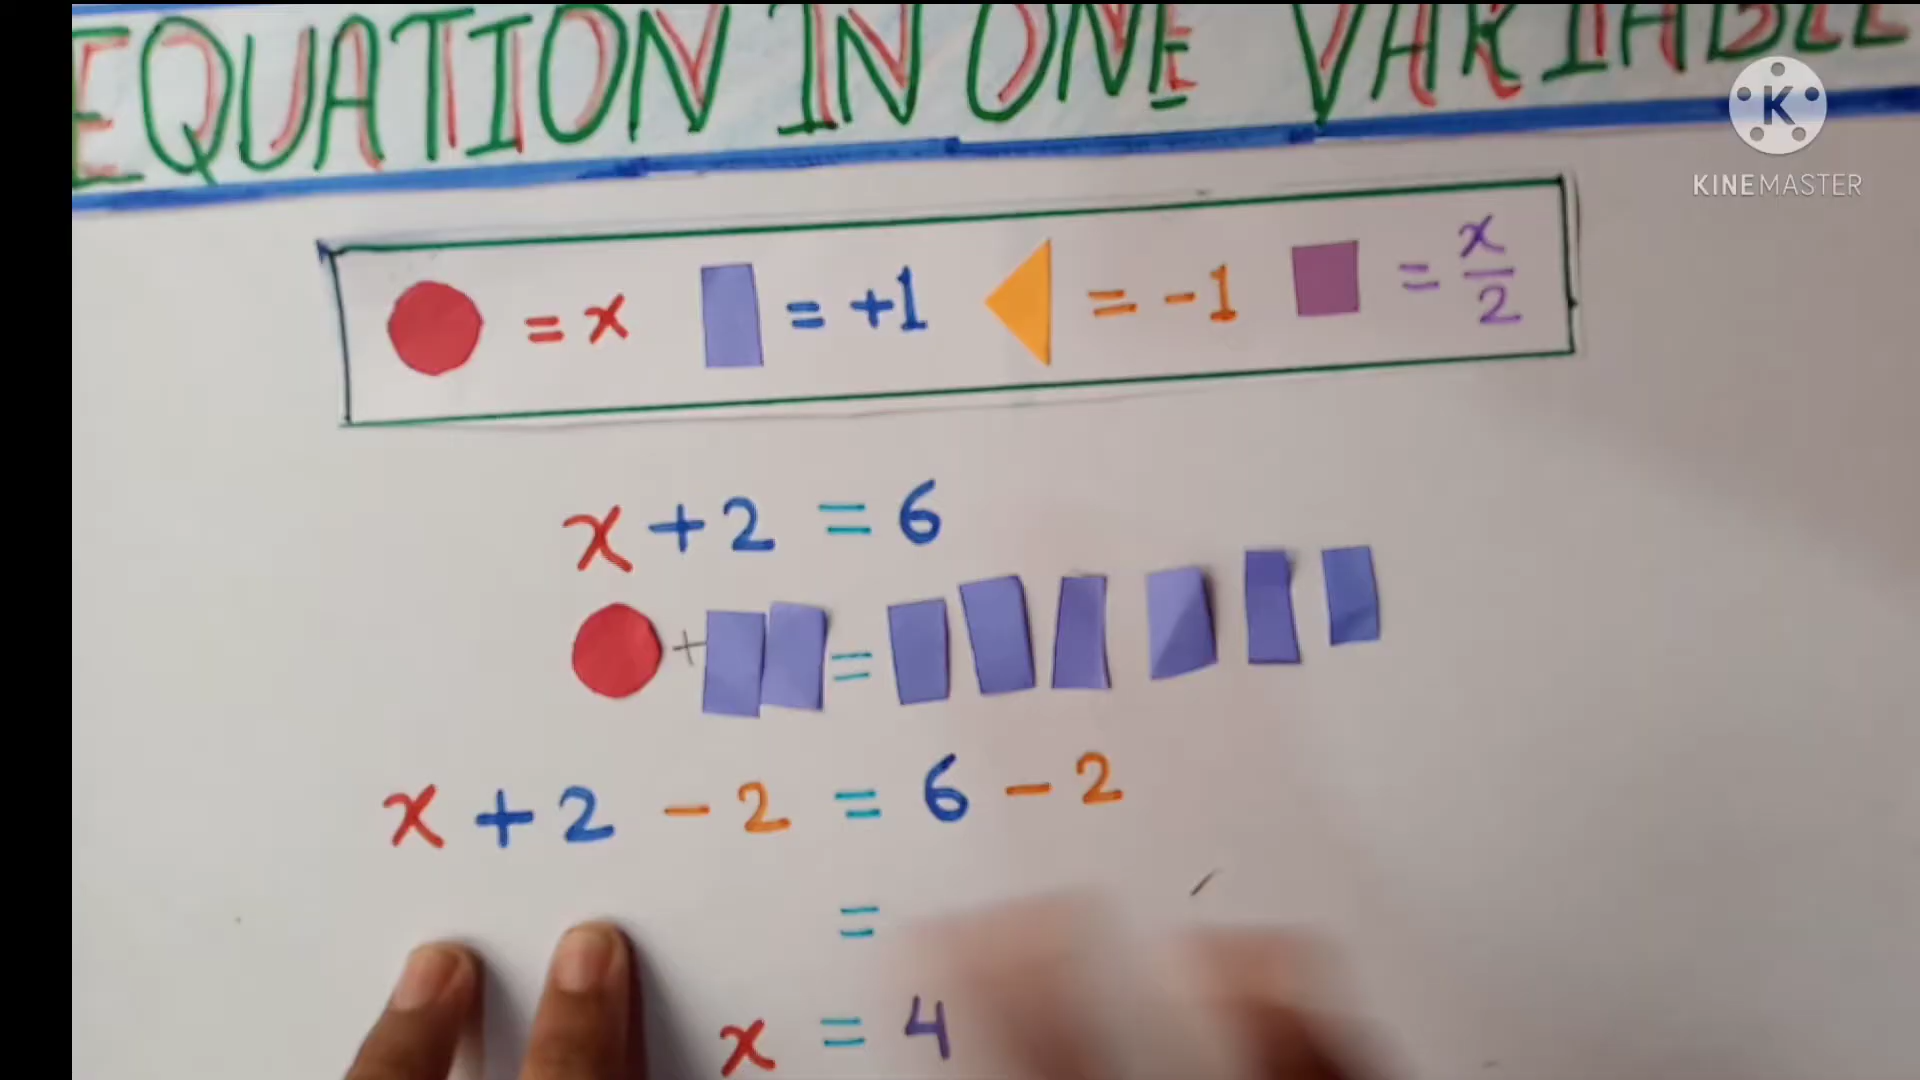 EQUATION IN ONE VARIABLE
K
KINEMASTER
= x = +1 = -1 = x/2
x + 2 = 6
+ =
x + 2 - 2 = 6 - 2
=
x = 4